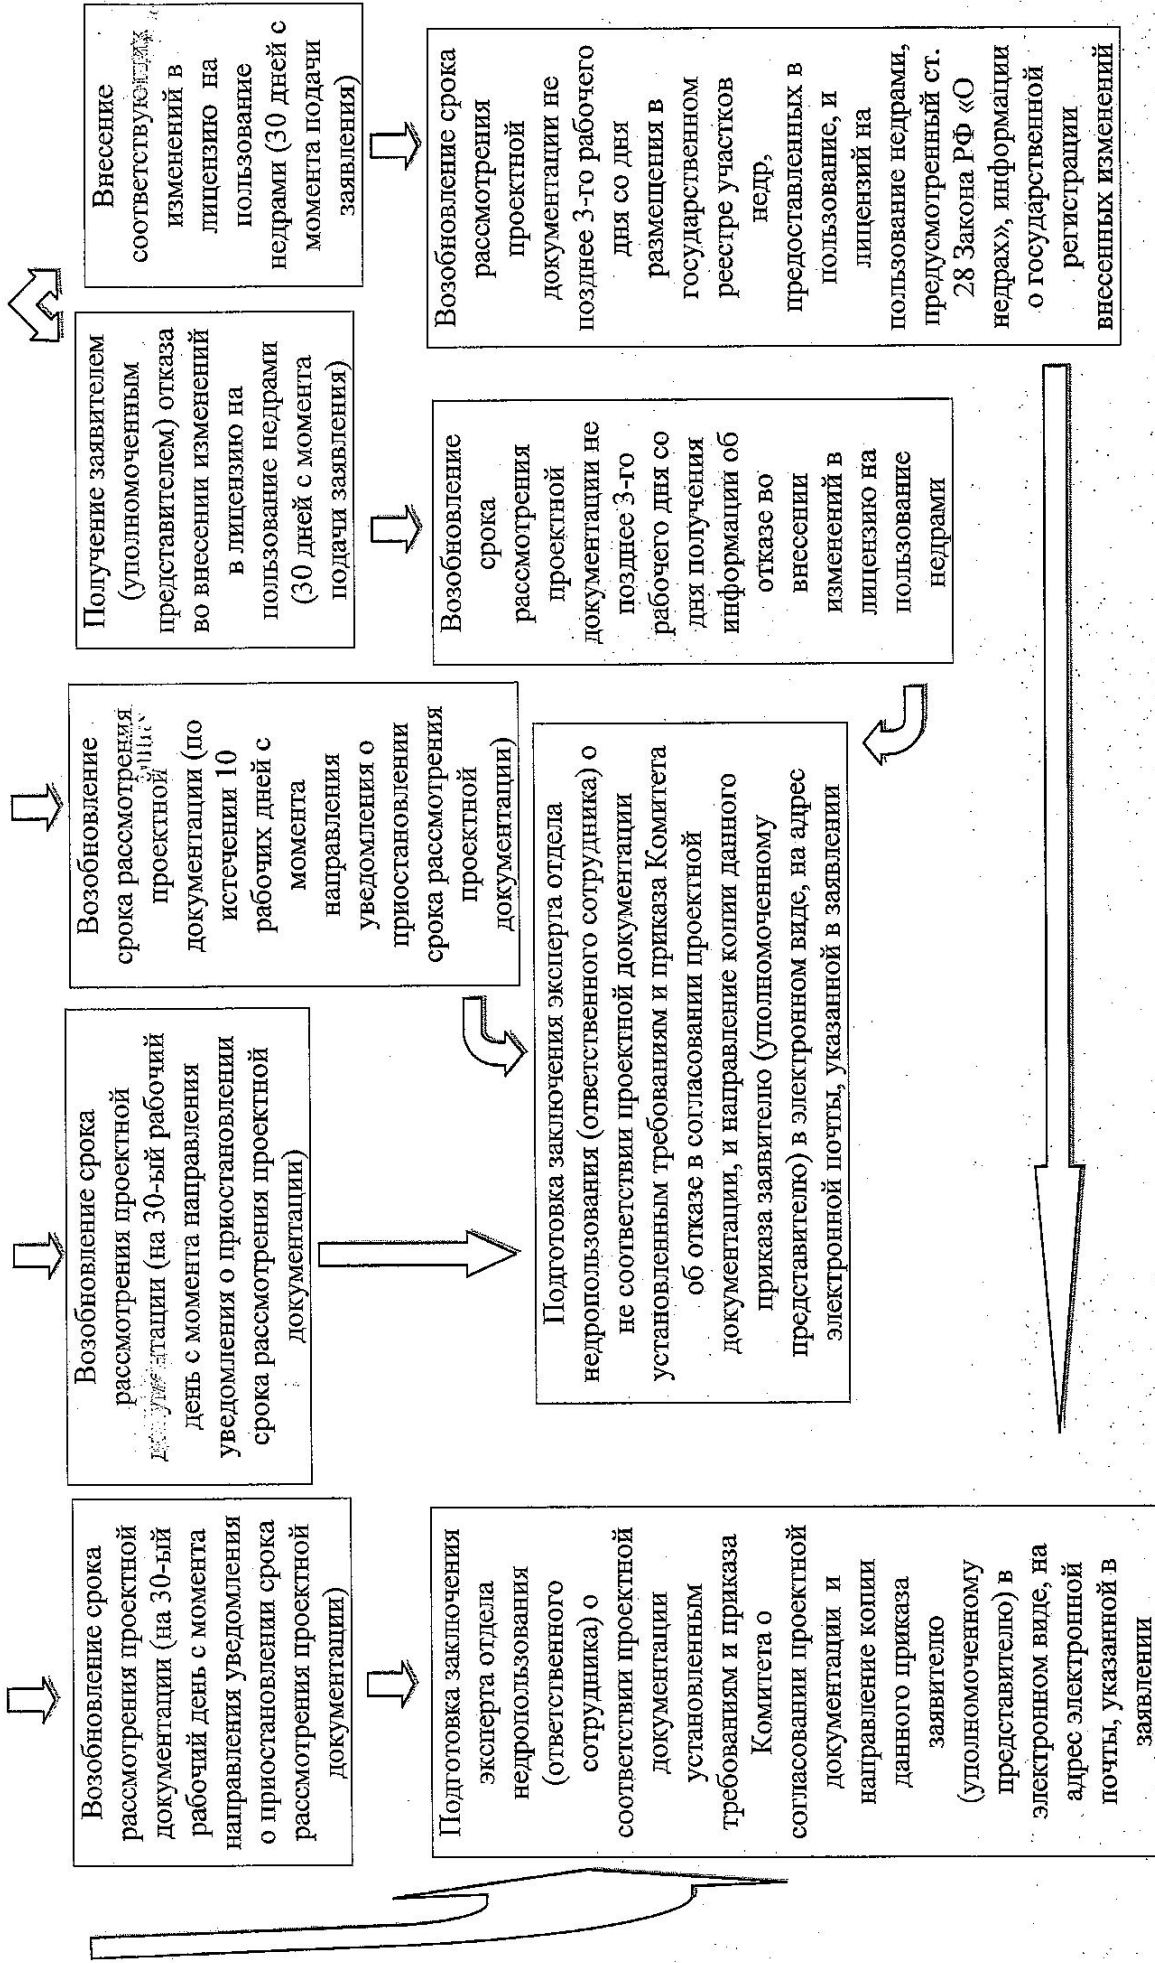 Возобновление срока
рассмотрения проектной
документации (на 30-ый
рабочий день с момента
направления уведомления
о приостановлении срока
рассмотрения проектной
документации)
Возобновление срока
рассмотрения проектной
документации (на 30-ый рабочий
день с момента направления
уведомления о приостановлении
срока рассмотрения проектной
документации)
Возобновление
срока рассмотрения
проектной
документации (по
истечении 10
рабочих дней с
момента
направления
уведомления о
приостановлении
срока рассмотрения
проектной
документации)
Получение заявителем
(уполномоченным
представителем) отказа
во внесении изменений
в лицензию на
пользование недрами
(30 дней с момента
подачи заявления)
Внесение
соответствующих
изменений в
лицензию на
пользование
недрами (30 дней с
момента подачи
заявления)
Подготовка заключения
эксперта отдела
недропользования
(ответственного
сотрудника) о
соответствии проектной
документации
установленным
требованиям и приказа
Комитета о
согласовании проектной
документации и
направление копии
данного приказа
заявителю
(уполномоченному
представителю) в
электронном виде, на
адрес электронной
почты, указанной в
заявлении
Подготовка заключения эксперта отдела
недропользования (ответственного сотрудника) о
не соответствии проектной документации
установленным требованиям и приказа Комитета
об отказе в согласовании проектной
документации, и направление копии данного
приказа заявителю (уполномоченному
представителю) в электронном виде, на адрес
электронной почты, указанной в заявлении
Возобновление
срока
рассмотрения
проектной
документации не
позднее 3-го
рабочего дня со
дня получения
информации об
отказе во
внесении
изменений в
лицензию на
пользование
недрами
Возобновление срока
рассмотрения
проектной
документации не
позднее 3-го рабочего
дня со дня
размещения в
государственном
реестре участков
недр,
предоставленных в
пользование, и
лицензий на
пользование недрами,
предусмотренный ст.
28 Закона РФ «О
недрах», информации
о государственной
регистрации
внесенных изменений